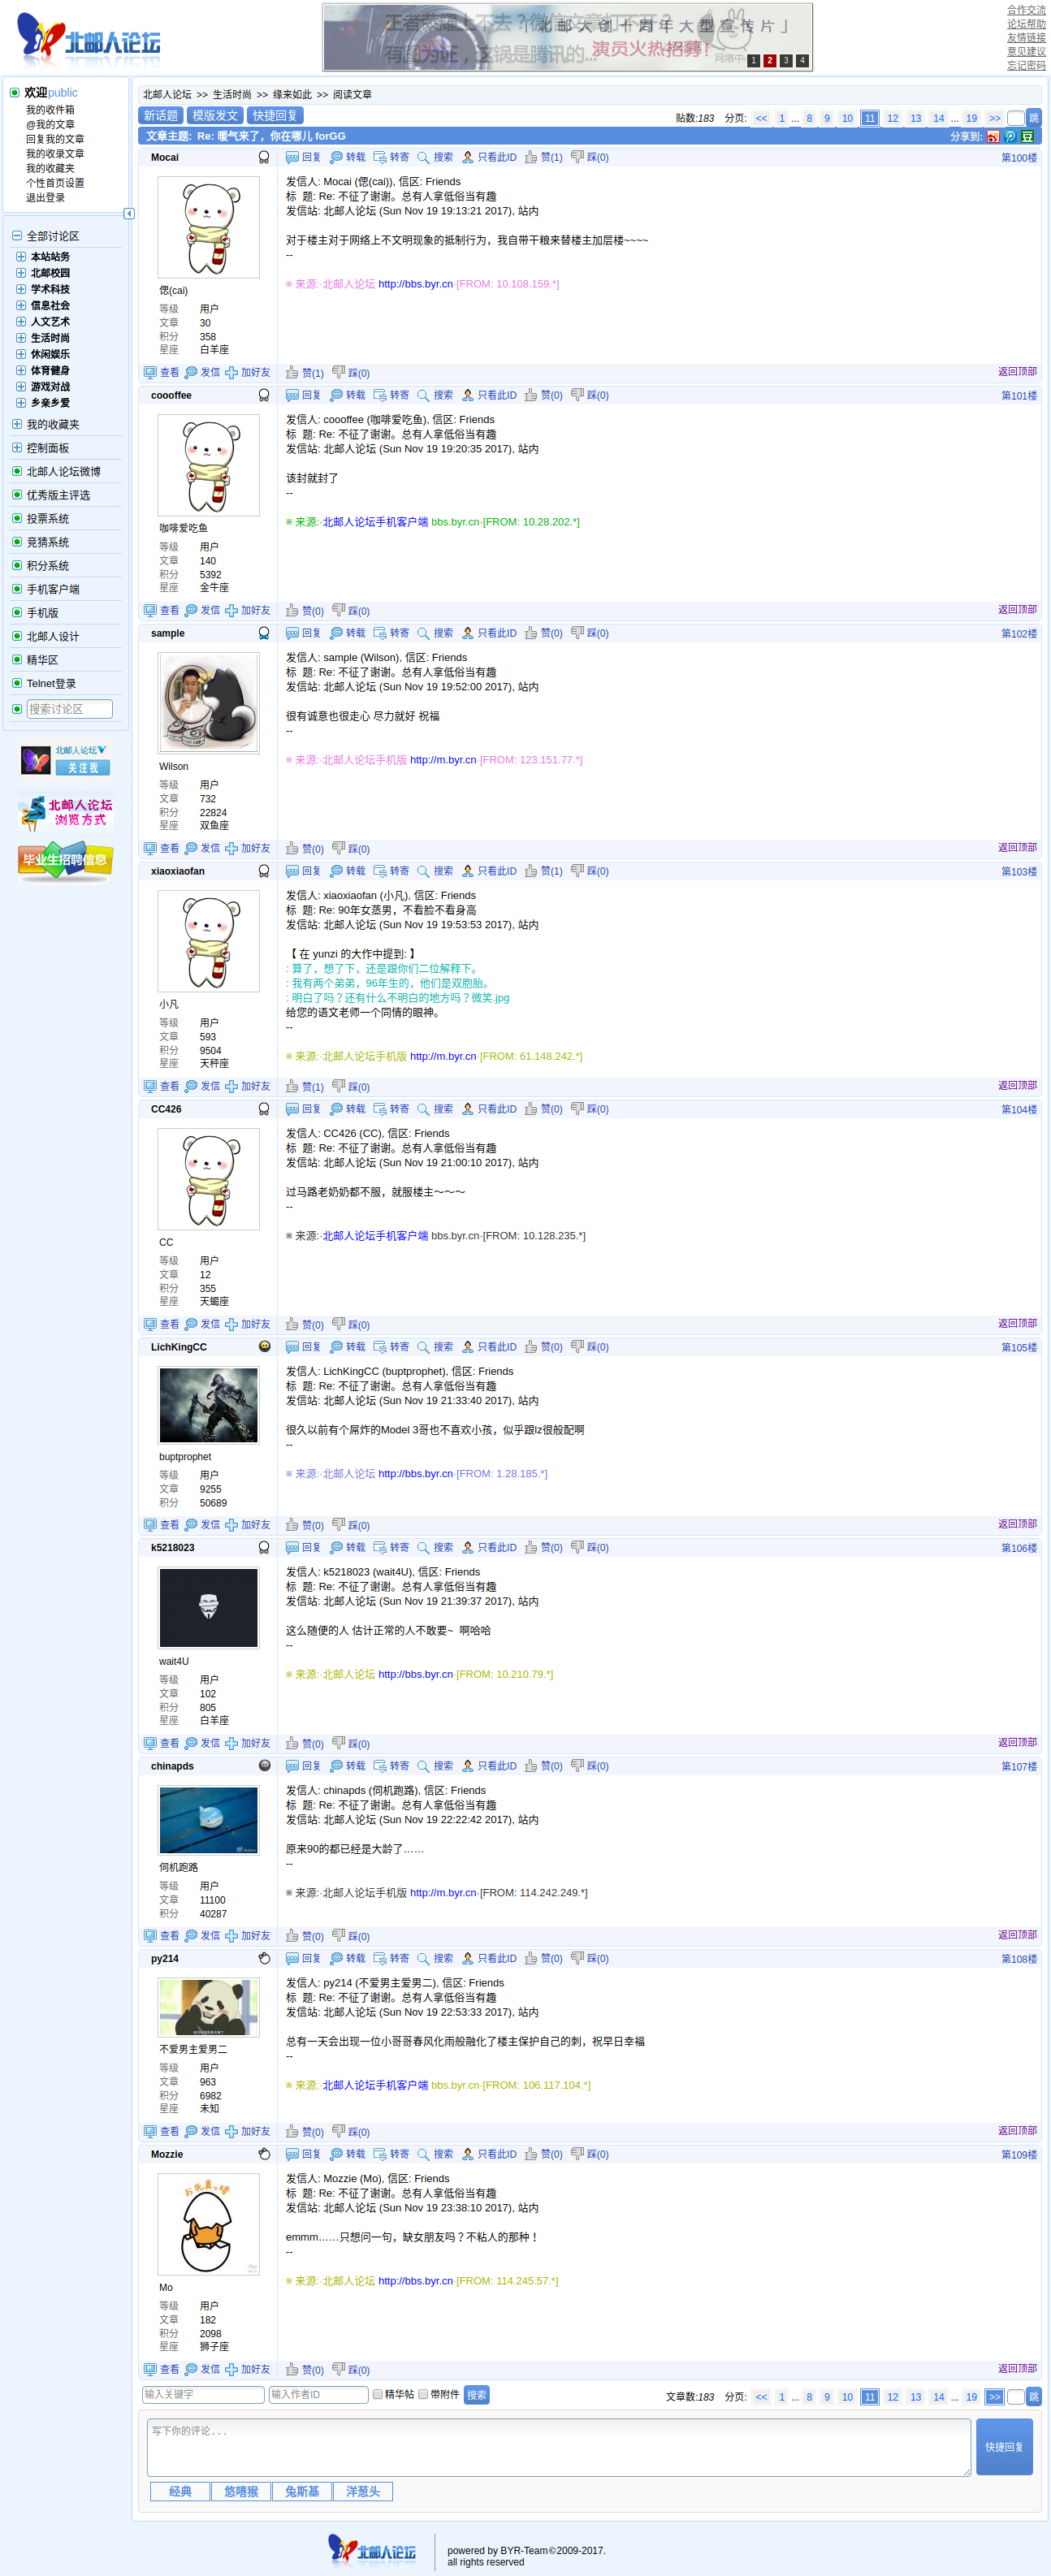 北邮人论坛
「北邮人创十周年大型宣传片」
演员火热招募!
1 2 3 4
合作交流
论坛帮助
友情链接
意见建议
忘记密码
欢迎public
我的收件箱
@我的文章
回复我的文章
我的收录文章
我的收藏夹
个性首页设置
退出登录
全部讨论区
本站站务
北邮校园
学术科技
信息社会
人文艺术
生活时尚
休闲娱乐
体育健身
游戏对战
乡亲乡爱
我的收藏夹
控制面板
北邮人论坛微博
优秀版主评选
投票系统
竞猜系统
积分系统
手机客户端
手机版
北邮人设计
精华区
Telnet登录
搜索讨论区
北邮人论坛
关注我
北邮人论坛
浏览方式
毕业生招聘信息
北邮人论坛 >> 生活时尚 >> 缘来如此 >> 阅读文章
新话题 模版发文 快捷回复
贴数:183 分页: << 1 ... 8 9 10 11 12 13 14 ... 19 >> 跳
文章主题: Re: 暖气来了，你在哪儿 forGG
分享到:
Mocai
回复 转载 转寄 搜索 只看此ID 赞(1) 踩(0)
第100楼
偲(cai)
等级 用户
文章 30
积分 358
星座 白羊座
发信人: Mocai (偲(cai)), 信区: Friends
标 题: Re: 不征了谢谢。总有人拿低俗当有趣
发信站: 北邮人论坛 (Sun Nov 19 19:13:21 2017), 站内
对于楼主对于网络上不文明现象的抵制行为，我自带干粮来替楼主加层楼~~~~
--
※ 来源:·北邮人论坛 http://bbs.byr.cn·[FROM: 10.108.159.*]
查看 发信 加好友 赞(1) 踩(0)
返回顶部
coooffee
回复 转载 转寄 搜索 只看此ID 赞(0) 踩(0)
第101楼
咖啡爱吃鱼
等级 用户
文章 140
积分 5392
星座 金牛座
发信人: coooffee (咖啡爱吃鱼), 信区: Friends
标 题: Re: 不征了谢谢。总有人拿低俗当有趣
发信站: 北邮人论坛 (Sun Nov 19 19:20:35 2017), 站内
该封就封了
--
※ 来源:·北邮人论坛手机客户端 bbs.byr.cn·[FROM: 10.28.202.*]
查看 发信 加好友 赞(0) 踩(0)
返回顶部
sample
回复 转载 转寄 搜索 只看此ID 赞(0) 踩(0)
第102楼
Wilson
等级 用户
文章 732
积分 22824
星座 双鱼座
发信人: sample (Wilson), 信区: Friends
标 题: Re: 不征了谢谢。总有人拿低俗当有趣
发信站: 北邮人论坛 (Sun Nov 19 19:52:00 2017), 站内
很有诚意也很走心 尽力就好 祝福
--
※ 来源:·北邮人论坛手机版 http://m.byr.cn·[FROM: 123.151.77.*]
查看 发信 加好友 赞(0) 踩(0)
返回顶部
xiaoxiaofan
回复 转载 转寄 搜索 只看此ID 赞(1) 踩(0)
第103楼
小凡
等级 用户
文章 593
积分 9504
星座 天秤座
发信人: xiaoxiaofan (小凡), 信区: Friends
标 题: Re: 90年女蒸男，不看脸不看身高
发信站: 北邮人论坛 (Sun Nov 19 19:53:53 2017), 站内
【 在 yunzi 的大作中提到: 】
: 算了，想了下，还是跟你们二位解释下。
: 我有两个弟弟，96年生的，他们是双胞胎。
: 明白了吗？还有什么不明白的地方吗？微笑.jpg
给您的语文老师一个同情的眼神。
--
※ 来源:·北邮人论坛手机版 http://m.byr.cn·[FROM: 61.148.242.*]
查看 发信 加好友 赞(1) 踩(0)
返回顶部
CC426
回复 转载 转寄 搜索 只看此ID 赞(0) 踩(0)
第104楼
CC
等级 用户
文章 12
积分 355
星座 天蝎座
发信人: CC426 (CC), 信区: Friends
标 题: Re: 不征了谢谢。总有人拿低俗当有趣
发信站: 北邮人论坛 (Sun Nov 19 21:00:10 2017), 站内
过马路老奶奶都不服，就服楼主～～～
--
※ 来源:·北邮人论坛手机客户端 bbs.byr.cn·[FROM: 10.128.235.*]
查看 发信 加好友 赞(0) 踩(0)
返回顶部
LichKingCC
回复 转载 转寄 搜索 只看此ID 赞(0) 踩(0)
第105楼
buptprophet
等级 用户
文章 9255
积分 50689
发信人: LichKingCC (buptprophet), 信区: Friends
标 题: Re: 不征了谢谢。总有人拿低俗当有趣
发信站: 北邮人论坛 (Sun Nov 19 21:33:40 2017), 站内
很久以前有个屌炸的Model 3哥也不喜欢小孩，似乎跟lz很般配啊
--
※ 来源:·北邮人论坛 http://bbs.byr.cn·[FROM: 1.28.185.*]
查看 发信 加好友 赞(0) 踩(0)
返回顶部
k5218023
回复 转载 转寄 搜索 只看此ID 赞(0) 踩(0)
第106楼
wait4U
等级 用户
文章 102
积分 805
星座 白羊座
发信人: k5218023 (wait4U), 信区: Friends
标 题: Re: 不征了谢谢。总有人拿低俗当有趣
发信站: 北邮人论坛 (Sun Nov 19 21:39:37 2017), 站内
这么随便的人 估计正常的人不敢要~ 啊哈哈
--
※ 来源:·北邮人论坛 http://bbs.byr.cn·[FROM: 10.210.79.*]
查看 发信 加好友 赞(0) 踩(0)
返回顶部
chinapds
回复 转载 转寄 搜索 只看此ID 赞(0) 踩(0)
第107楼
伺机跑路
等级 用户
文章 11100
积分 40287
发信人: chinapds (伺机跑路), 信区: Friends
标 题: Re: 不征了谢谢。总有人拿低俗当有趣
发信站: 北邮人论坛 (Sun Nov 19 22:22:42 2017), 站内
原来90的都已经是大龄了……
--
※ 来源:·北邮人论坛手机版 http://m.byr.cn·[FROM: 114.242.249.*]
查看 发信 加好友 赞(0) 踩(0)
返回顶部
py214
回复 转载 转寄 搜索 只看此ID 赞(0) 踩(0)
第108楼
不爱男主爱男二
等级 用户
文章 963
积分 6982
星座 未知
发信人: py214 (不爱男主爱男二), 信区: Friends
标 题: Re: 不征了谢谢。总有人拿低俗当有趣
发信站: 北邮人论坛 (Sun Nov 19 22:53:33 2017), 站内
总有一天会出现一位小哥哥春风化雨般融化了楼主保护自己的刺，祝早日幸福
--
※ 来源:·北邮人论坛手机客户端 bbs.byr.cn·[FROM: 106.117.104.*]
查看 发信 加好友 赞(0) 踩(0)
返回顶部
Mozzie
回复 转载 转寄 搜索 只看此ID 赞(0) 踩(0)
第109楼
Mo
等级 用户
文章 182
积分 2098
星座 狮子座
发信人: Mozzie (Mo), 信区: Friends
标 题: Re: 不征了谢谢。总有人拿低俗当有趣
发信站: 北邮人论坛 (Sun Nov 19 23:38:10 2017), 站内
emmm……只想问一句，缺女朋友吗？不粘人的那种！
--
※ 来源:·北邮人论坛 http://bbs.byr.cn·[FROM: 114.245.57.*]
查看 发信 加好友 赞(0) 踩(0)
返回顶部
输入关键字 输入作者ID 精华帖 带附件 搜索
文章数:183 分页: << 1 ... 8 9 10 11 12 13 14 ... 19 >> 跳
写下你的评论...
快捷回复
经典 悠嘻猴 兔斯基 洋葱头
北邮人论坛
powered by BYR-Team©2009-2017.
all rights reserved